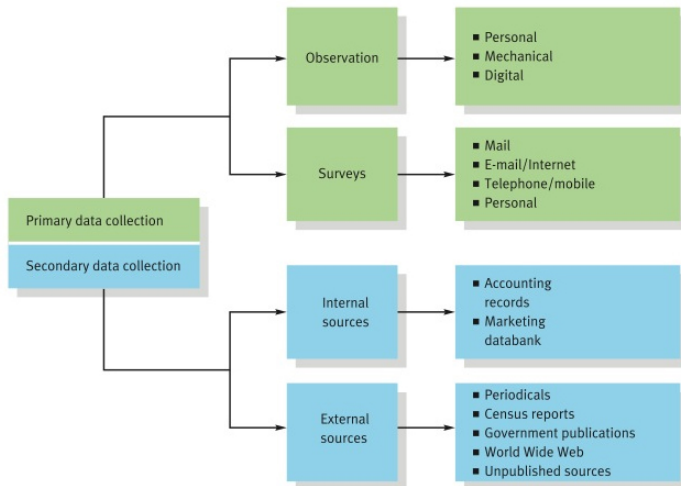 Observation
■ Personal
■ Mechanical
■ Digital
Surveys
■ Mail
■ E-mail/Internet
■ Telephone/mobile
■ Personal
Primary data collection
Secondary data collection
Internal
sources
■ Accounting
records
■ Marketing
databank
External
sources
■ Periodicals
■ Census reports
■ Government publications
■ World Wide Web
■ Unpublished sources